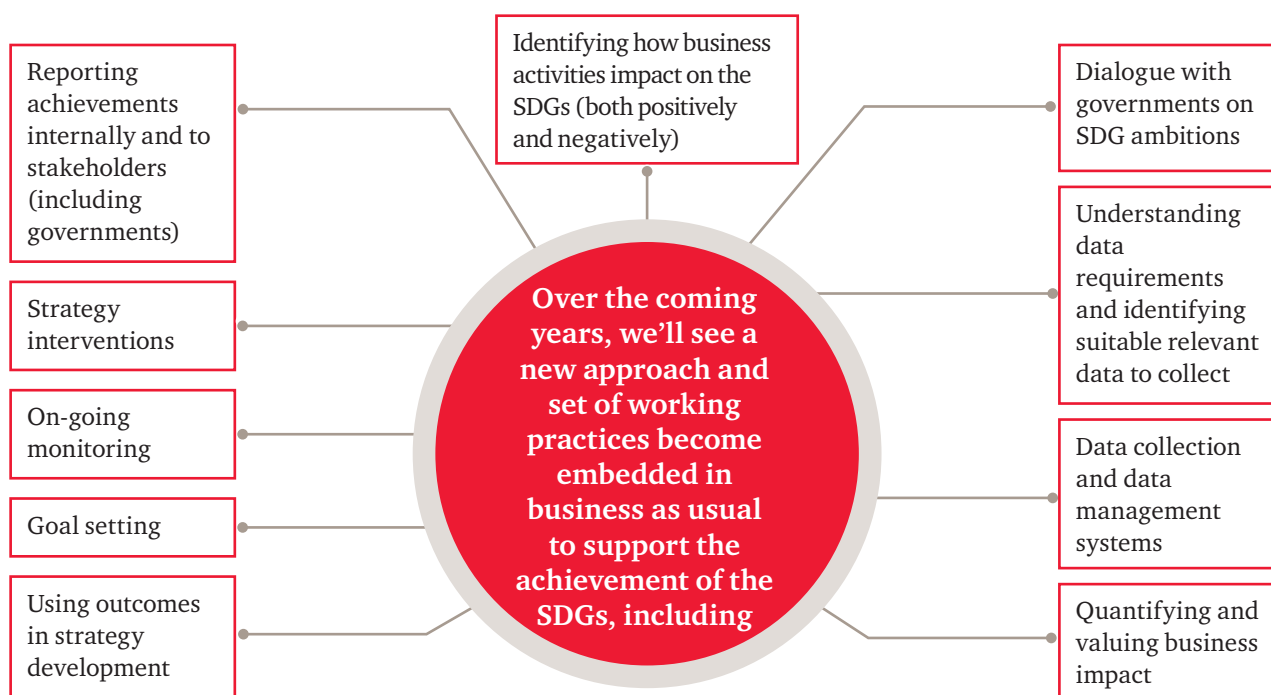 Identifying how business
activities impact on the
SDGs (both positively
and negatively)
Dialogue with
governments on
SDG ambitions
Understanding
data
requirements
and identifying
suitable relevant
data to collect
Data collection
and data
management
systems
Quantifying and
valuing business
impact
Using outcomes
in strategy
development
Goal setting
On-going
monitoring
Strategy
interventions
Reporting
achievements
internally and to
stakeholders
(including
governments)
Over the coming
years, we’ll see a
new approach and
set of working
practices become
embedded in
business as usual
to support the
achievement of the
SDGs, including